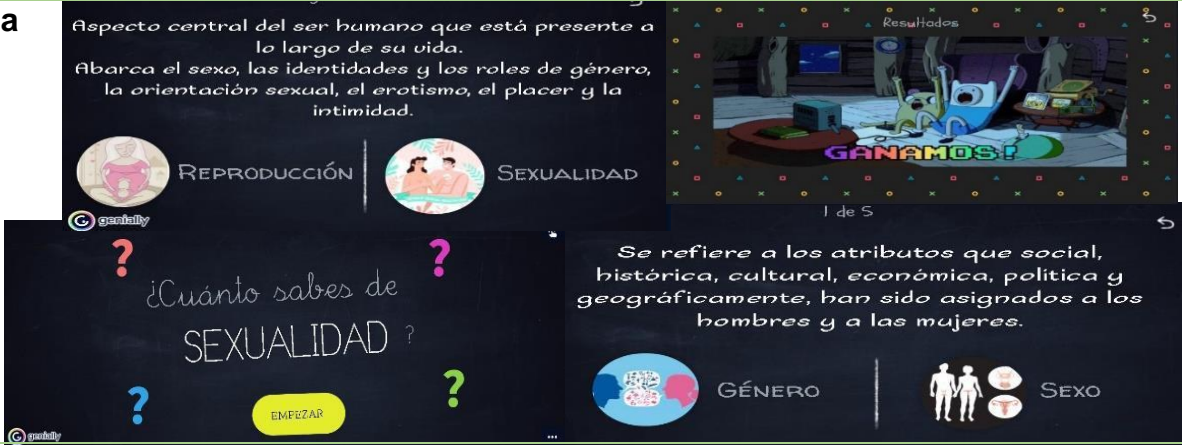 a
Aspecto central del ser humano que está presente a
lo largo de su vida.
Abarca el sexo, las identidades y los roles de género,
la orientación sexual, el erotismo, el placer y la
intimidad.
REPRODUCCIÓN
SEXUALIDAD
genially
Resultados
GANAMOS!
¿Cuánto sabes de
SEXUALIDAD ?
EMPEZAR
genially
1 de 5
Se refiere a los atributos que social,
histórica, cultural, económica, política y
geográficamente, han sido asignados a los
hombres y a las mujeres.
GÉNERO
SEXO